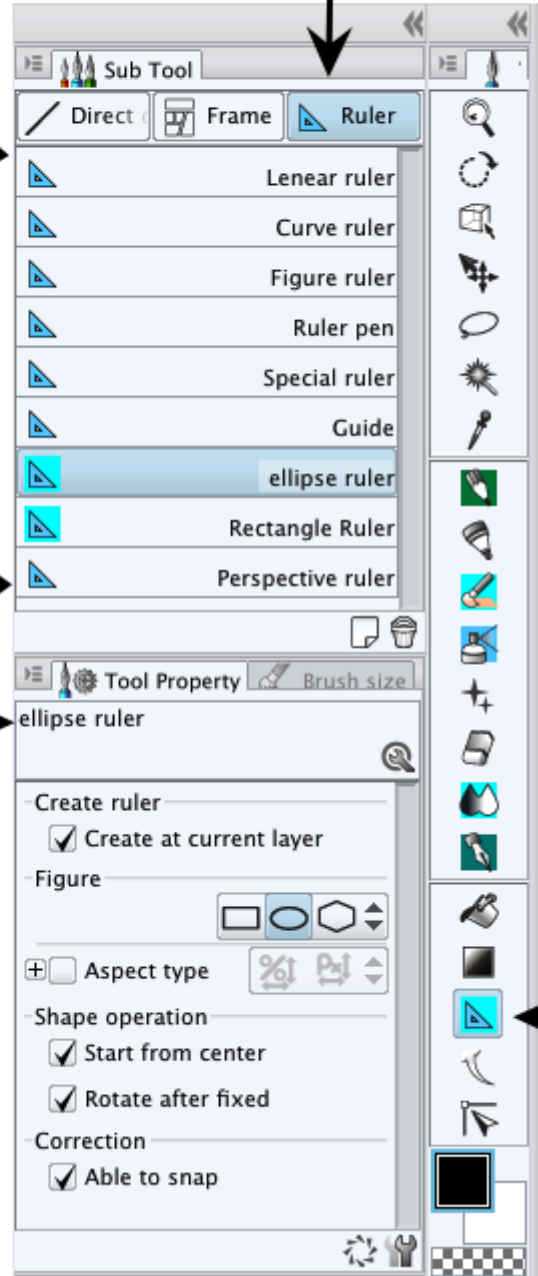 Sub Tool
Direct Frame Ruler
Lenear ruler
Curve ruler
Figure ruler
Ruler pen
Special ruler
Guide
ellipse ruler
Rectangle Ruler
Perspective ruler
Tool Property Brush size
ellipse ruler
Create ruler
Create at current layer
Figure
Aspect type
Shape operation
Start from center
Rotate after fixed
Correction
Able to snap